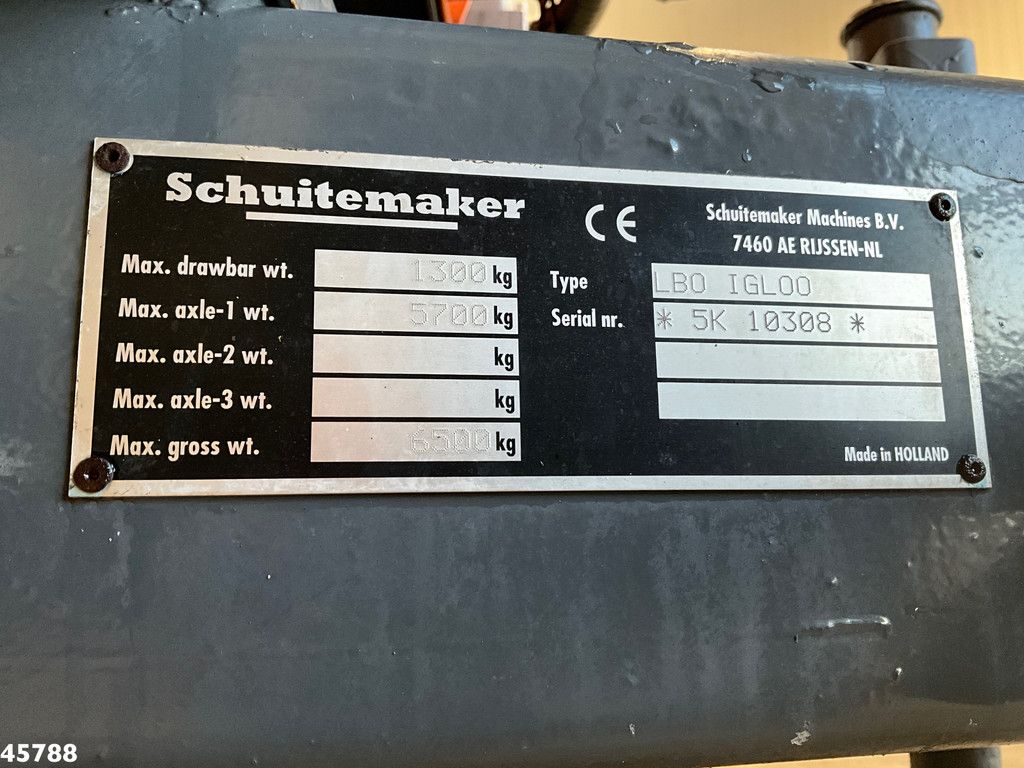 Schuitemaker
CE
Schuitemaker Machines B.V.
7460 AE RIJSSEN-NL
Max. drawbar wt. 1300 kg
Max. axle-1 wt. 5700 kg
Max. axle-2 wt. kg
Max. axle-3 wt. kg
Max. gross wt. 6500 kg
Type LBO IGLOO
Serial nr. * 5K 10308 *
Made in HOLLAND
45788